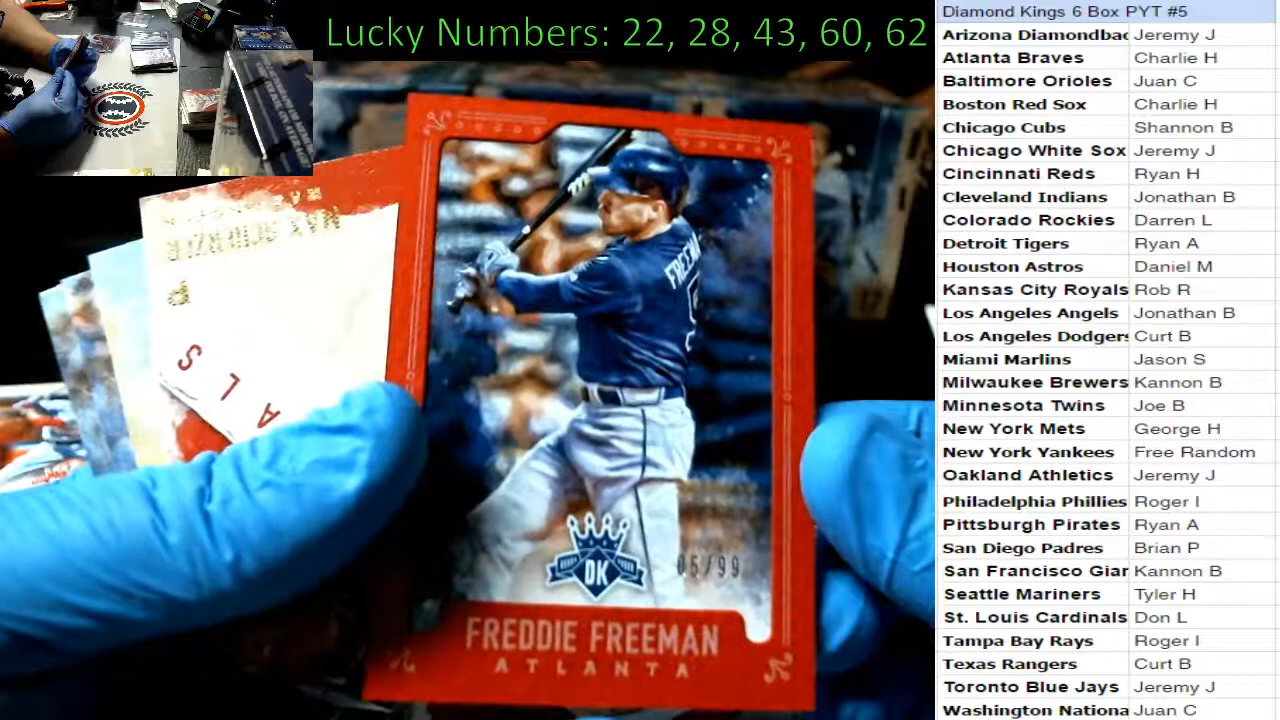 Lucky Numbers: 22, 28, 43, 60, 62
MAX SCHERZER
P
A L S
FREEMAN
DK
05/99
FREDDIE FREEMAN
ATLANTA
Diamond Kings 6 Box PYT #5
Arizona Diamondbac Jeremy J
Atlanta Braves Charlie H
Baltimore Orioles Juan C
Boston Red Sox Charlie H
Chicago Cubs Shannon B
Chicago White Sox Jeremy J
Cincinnati Reds Ryan H
Cleveland Indians Jonathan B
Colorado Rockies Darren L
Detroit Tigers Ryan A
Houston Astros Daniel M
Kansas City Royals Rob R
Los Angeles Angels Jonathan B
Los Angeles Dodgers Curt B
Miami Marlins Jason S
Milwaukee Brewers Kannon B
Minnesota Twins Joe B
New York Mets George H
New York Yankees Free Random
Oakland Athletics Jeremy J
Philadelphia Phillies Roger I
Pittsburgh Pirates Ryan A
San Diego Padres Brian P
San Francisco Gian Kannon B
Seattle Mariners Tyler H
St. Louis Cardinals Don L
Tampa Bay Rays Roger I
Texas Rangers Curt B
Toronto Blue Jays Jeremy J
Washington Nationa Juan C